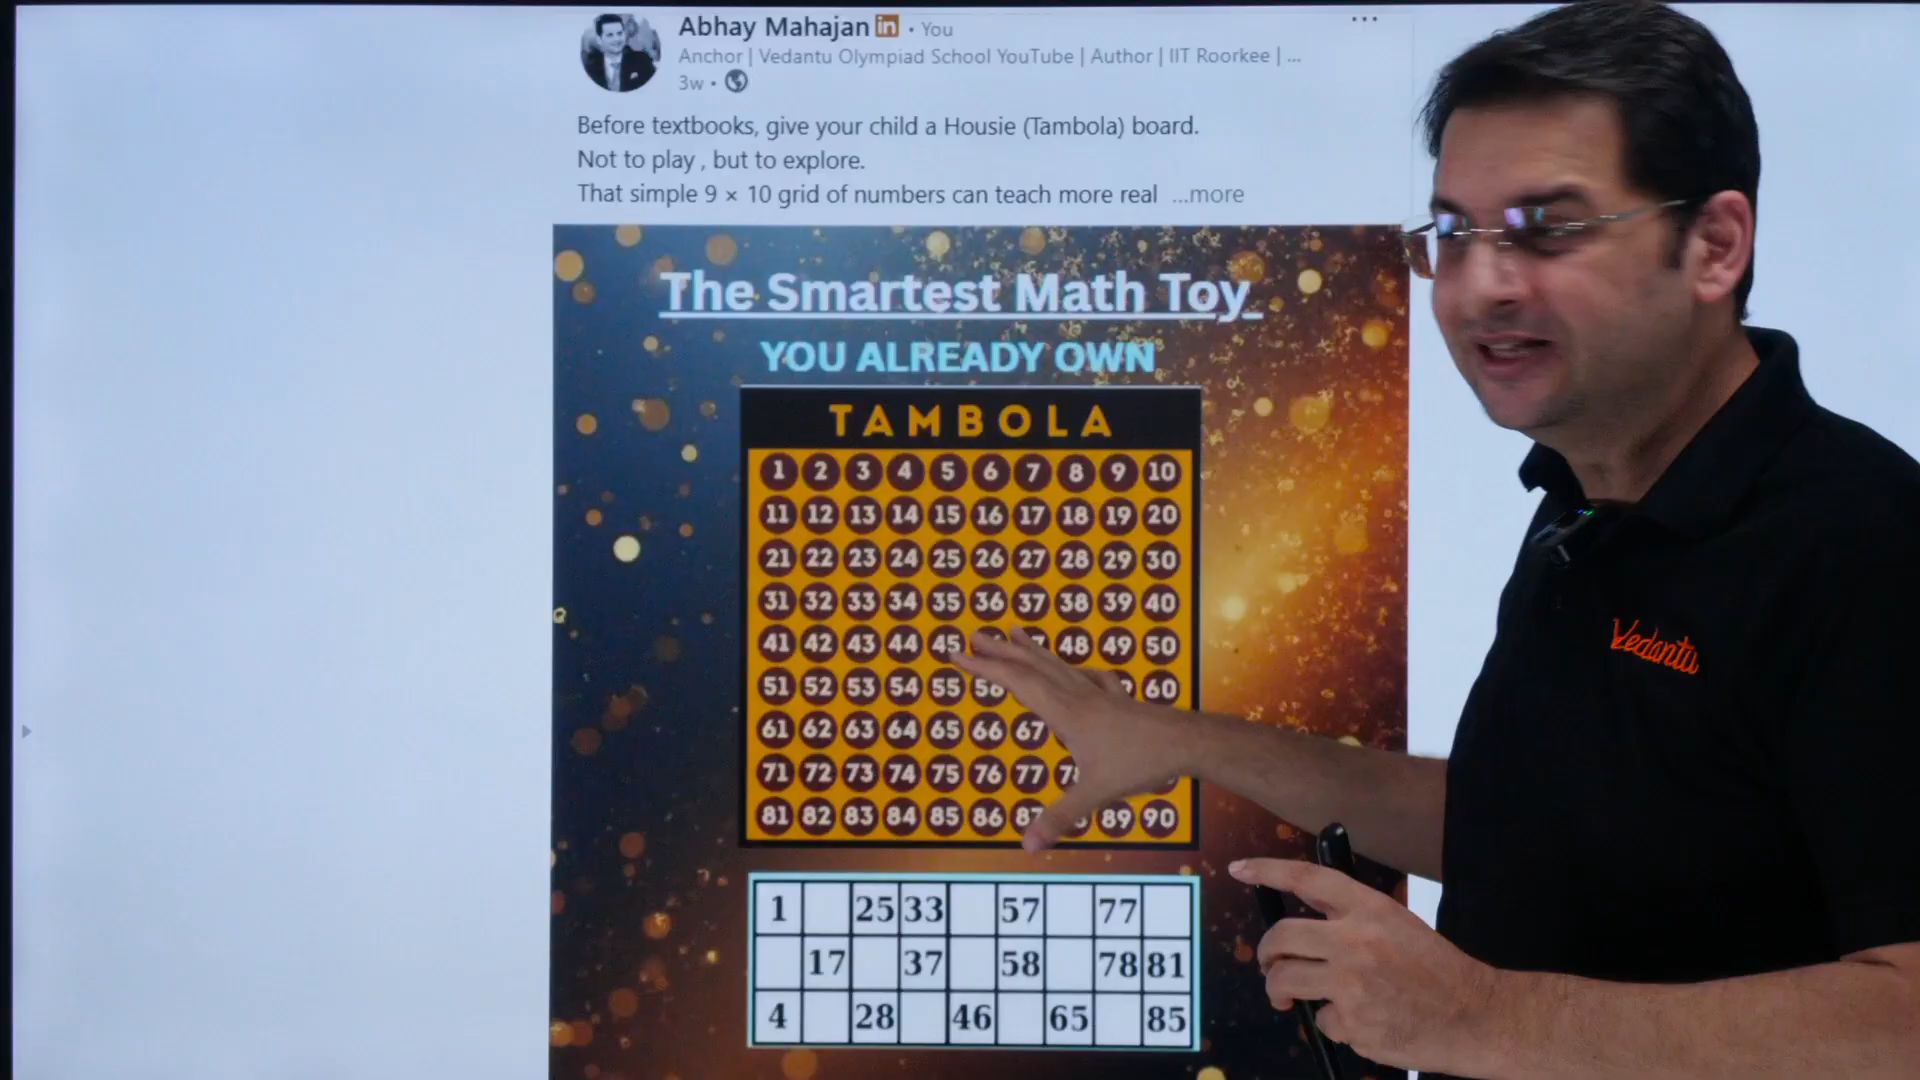 Abhay Mahajan in • You
Anchor | Vedantu Olympiad School YouTube | Author | IIT Roorkee | ...
3w •
Before textbooks, give your child a Housie (Tambola) board.
Not to play , but to explore.
That simple 9 × 10 grid of numbers can teach more real ...more
The Smartest Math Toy
YOU ALREADY OWN
TAMBOLA
1 2 3 4 5 6 7 8 9 10
11 12 13 14 15 16 17 18 19 20
21 22 23 24 25 26 27 28 29 30
31 32 33 34 35 36 37 38 39 40
41 42 43 44 45 48 49 50
51 52 53 54 55 56 60
61 62 63 64 65 66 67
71 72 73 74 75 76 77 78
81 82 83 84 85 86 87 89 90
1 25 33 57 77
17 37 58 78 81
4 28 46 65 85
Vedantu